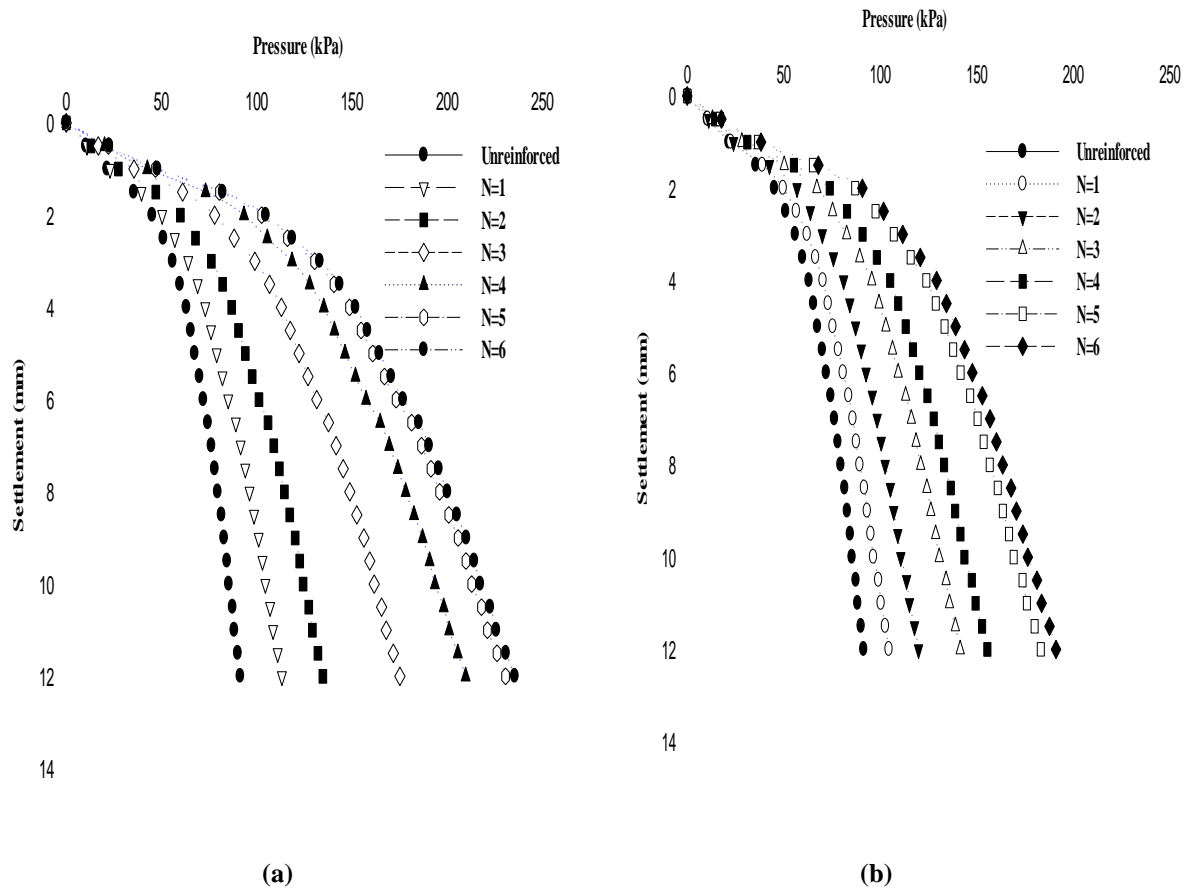 Pressure (kPa)
0 50 100 150 200 250
0
2
4
6
8
10
12
14
Settlement (mm)
Unreinforced
N=1
N=2
N=3
N=4
N=5
N=6
(a)
Pressure (kPa)
0 50 100 150 200 250
0
2
4
6
8
10
12
14
Settlement (mm)
Unreinforced
N=1
N=2
N=3
N=4
N=5
N=6
(b)